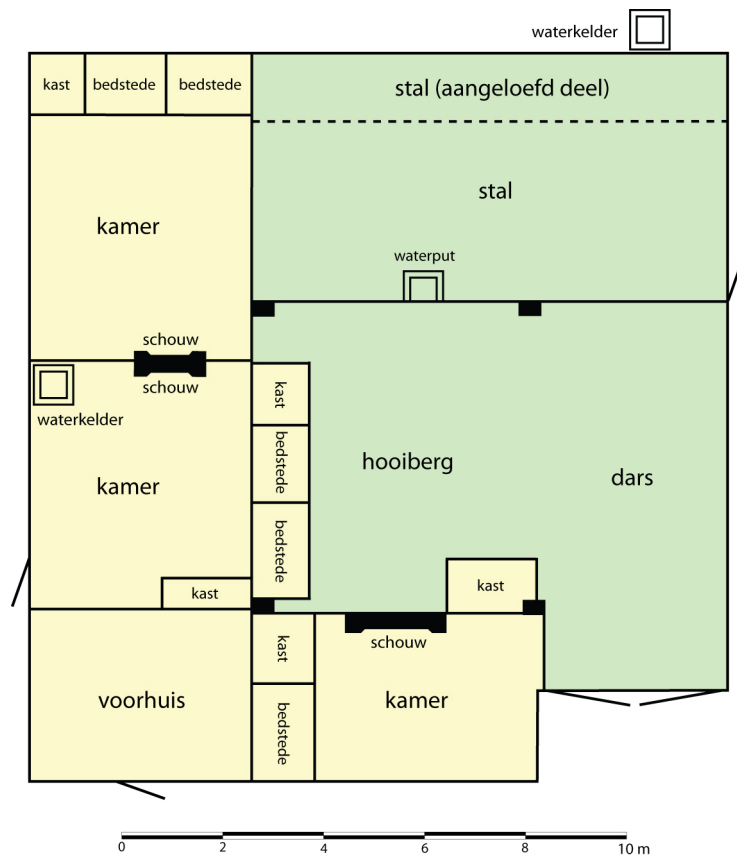 waterkelder
kast
bedstede
bedstede
stal (aangeloefd deel)
stal
kamer
waterput
schouw
schouw
waterkelder
kast
bedstede
hooiberg
dars
kamer
bedstede
kast
kast
kast
schouw
voorhuis
bedstede
kamer
0 2 4 6 8 10 m